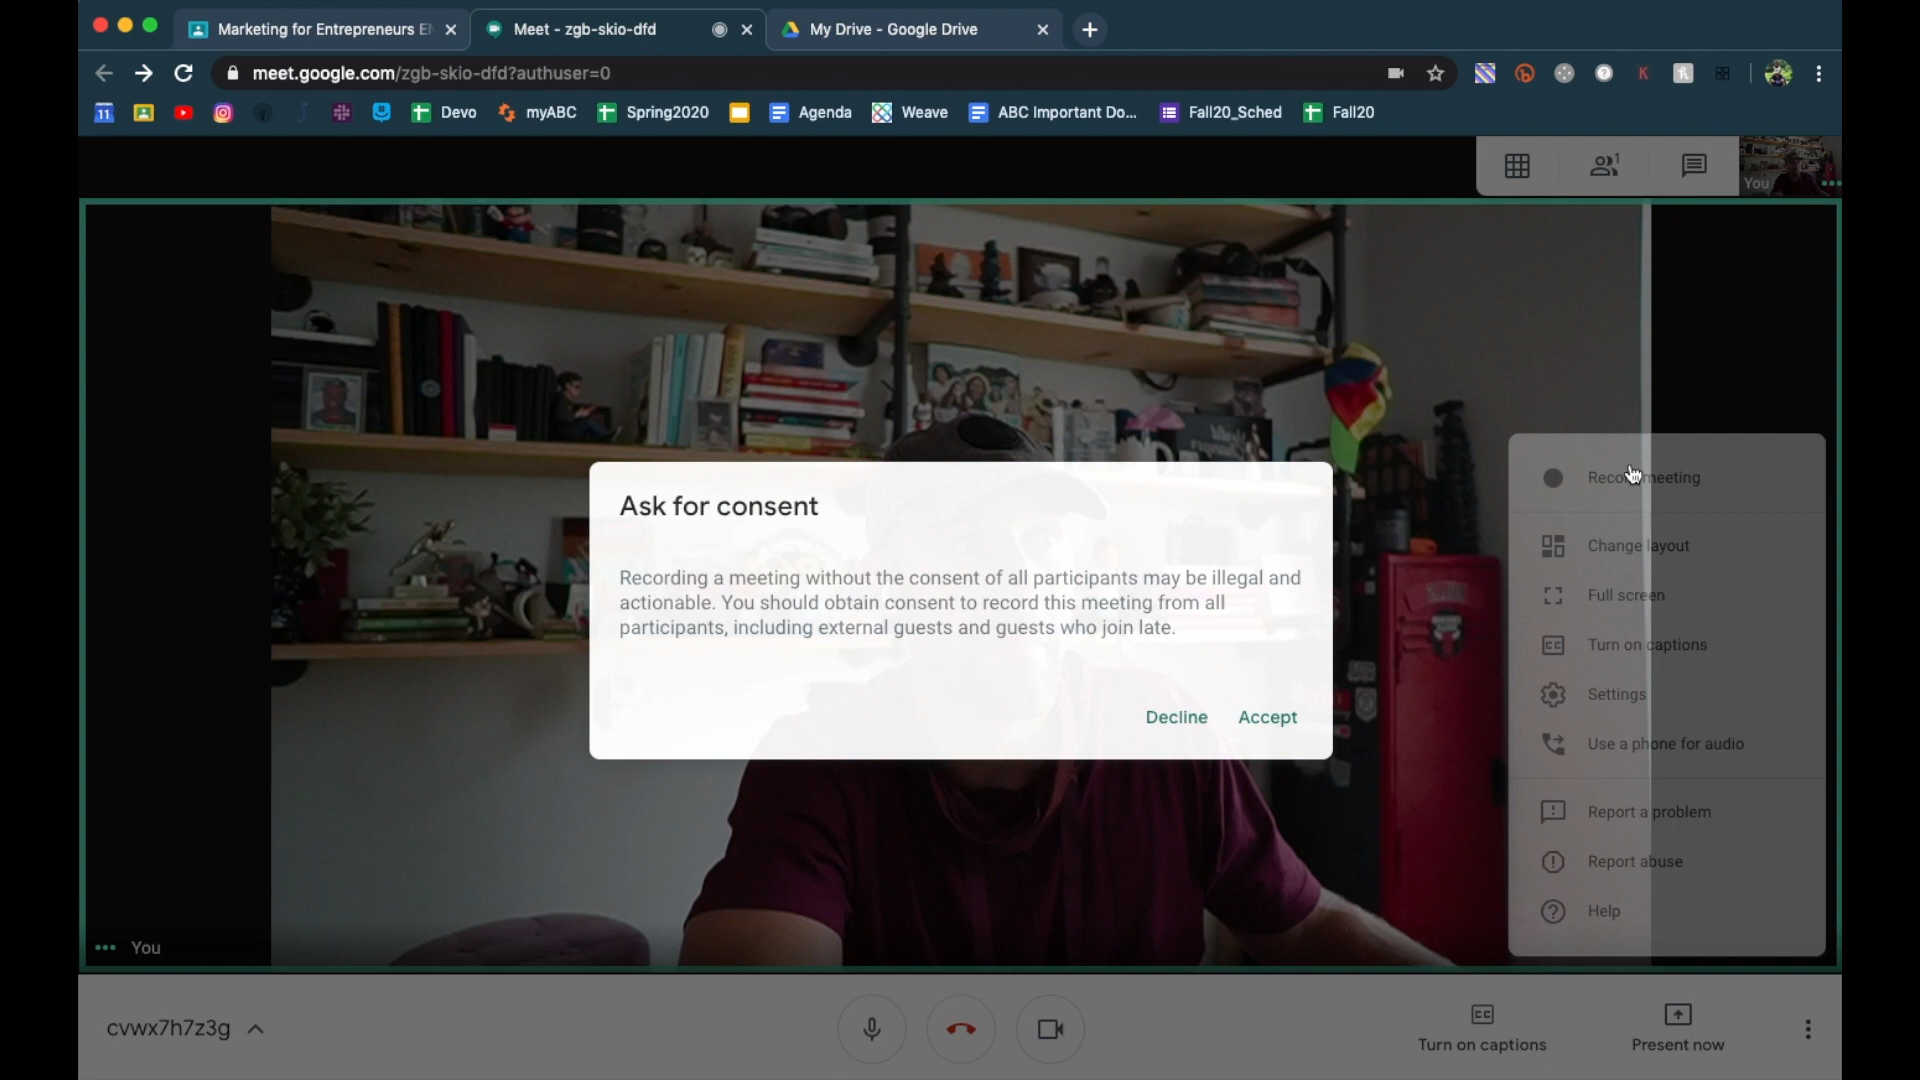 Marketing for Entrepreneurs
Meet - zgb-skio-dfd
My Drive - Google Drive
meet.google.com/zgb-skio-dfd?authuser=0
11
Devo
myABC
Spring2020
Agenda
Weave
ABC Important Do...
Fall20_Sched
Fall20
1
You
Ask for consent
Recording a meeting without the consent of all participants may be illegal and
actionable. You should obtain consent to record this meeting from all
participants, including external guests and guests who join late.
Decline
Accept
Record meeting
Change layout
Full screen
Turn on captions
Settings
Use a phone for audio
Report a problem
Report abuse
Help
You
cvwx7h7z3g
Turn on captions
Present now